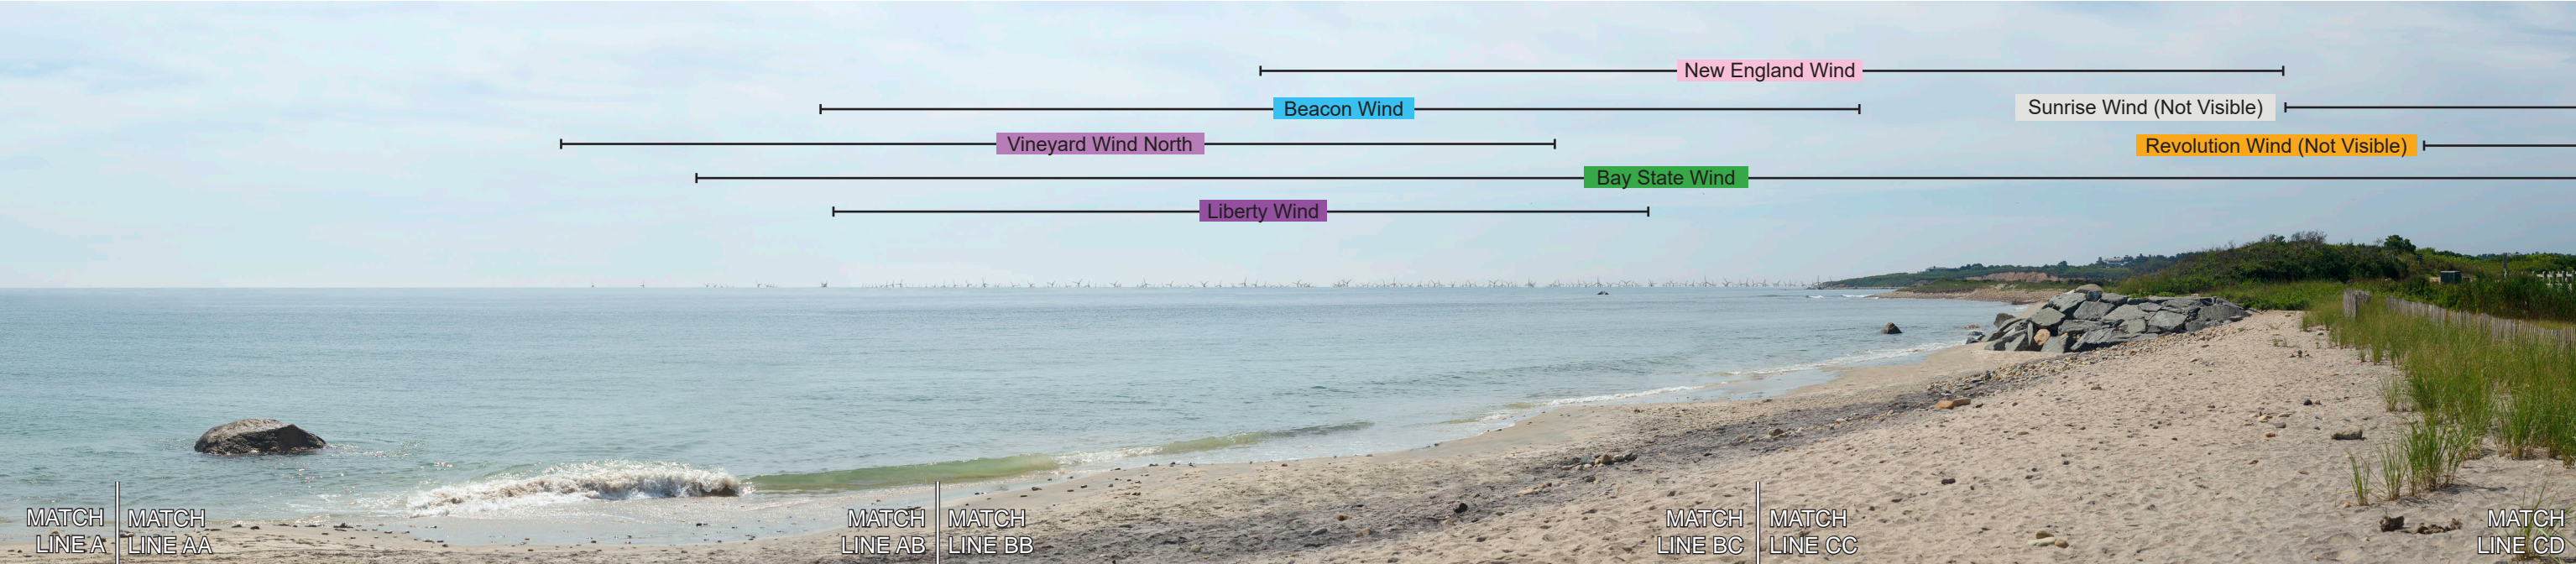 New England Wind
Beacon Wind
Sunrise Wind (Not Visible)
Vineyard Wind North
Revolution Wind (Not Visible)
Bay State Wind
Liberty Wind
MATCH
LINE A
MATCH
LINE AA
MATCH
LINE AB
MATCH
LINE BB
MATCH
LINE BC
MATCH
LINE CC
MATCH
LINE CD